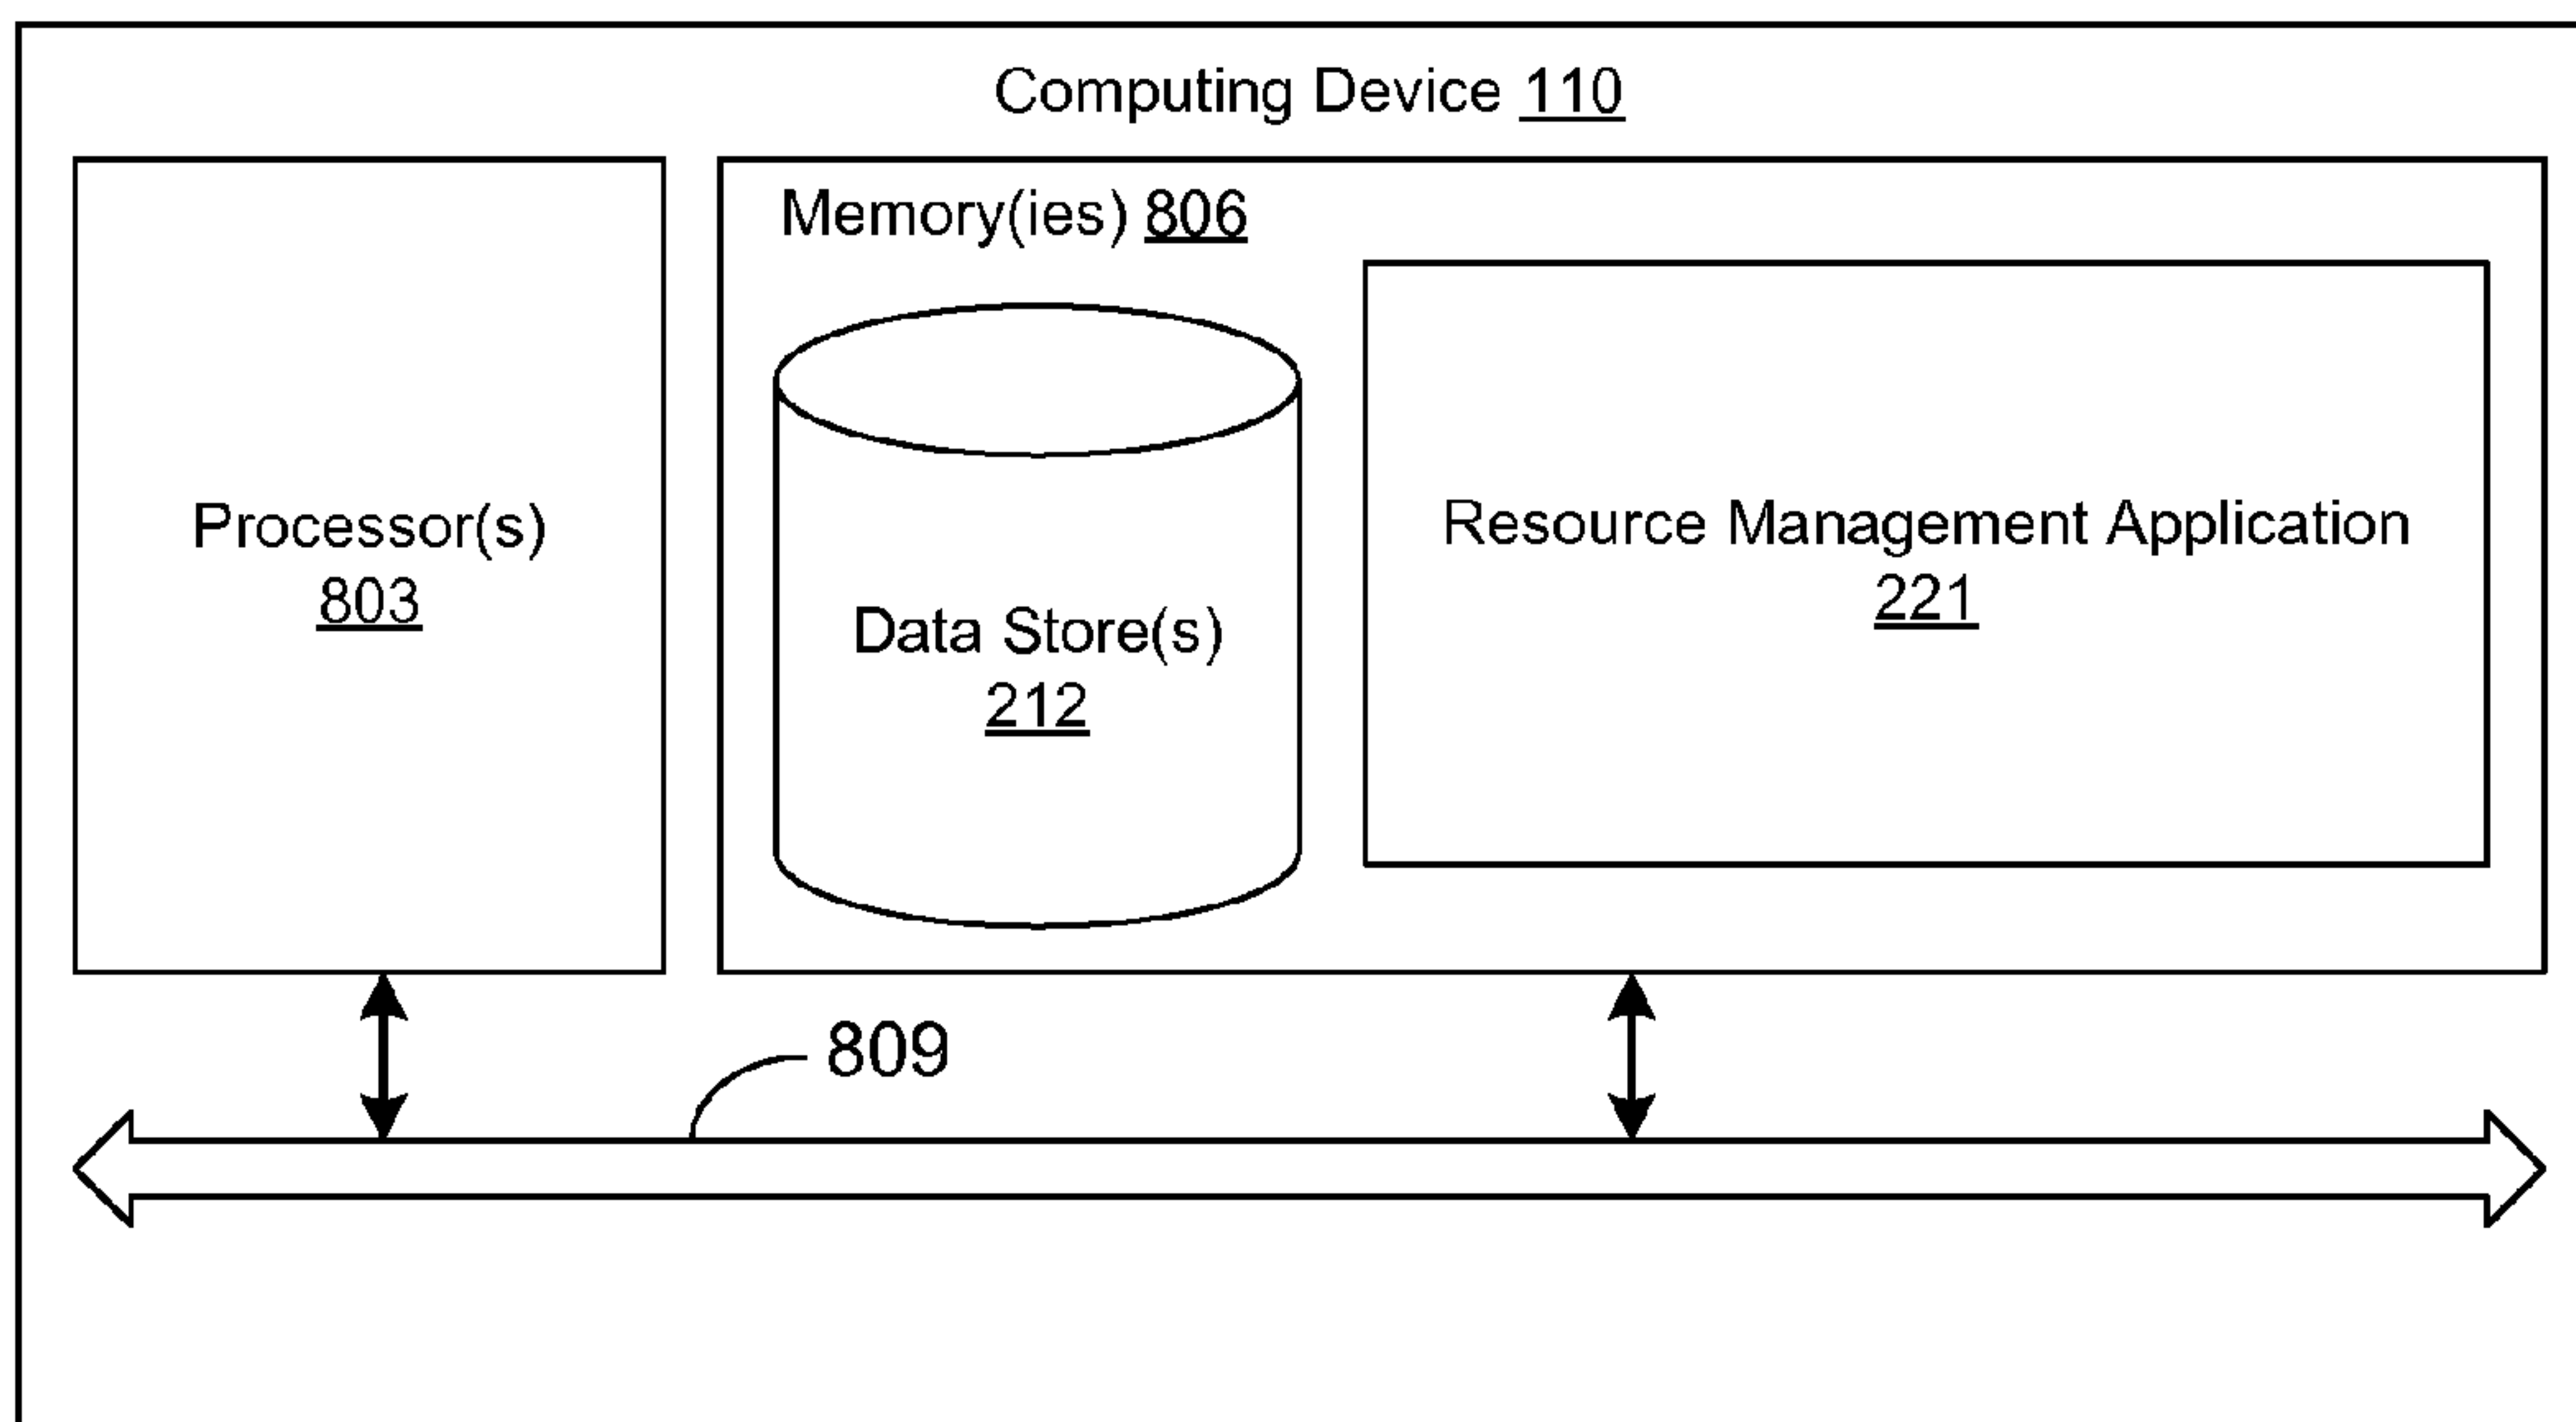 Computing Device 110
Memory(ies) 806
Processor(s)
803
Data Store(s)
212
Resource Management Application
221
809